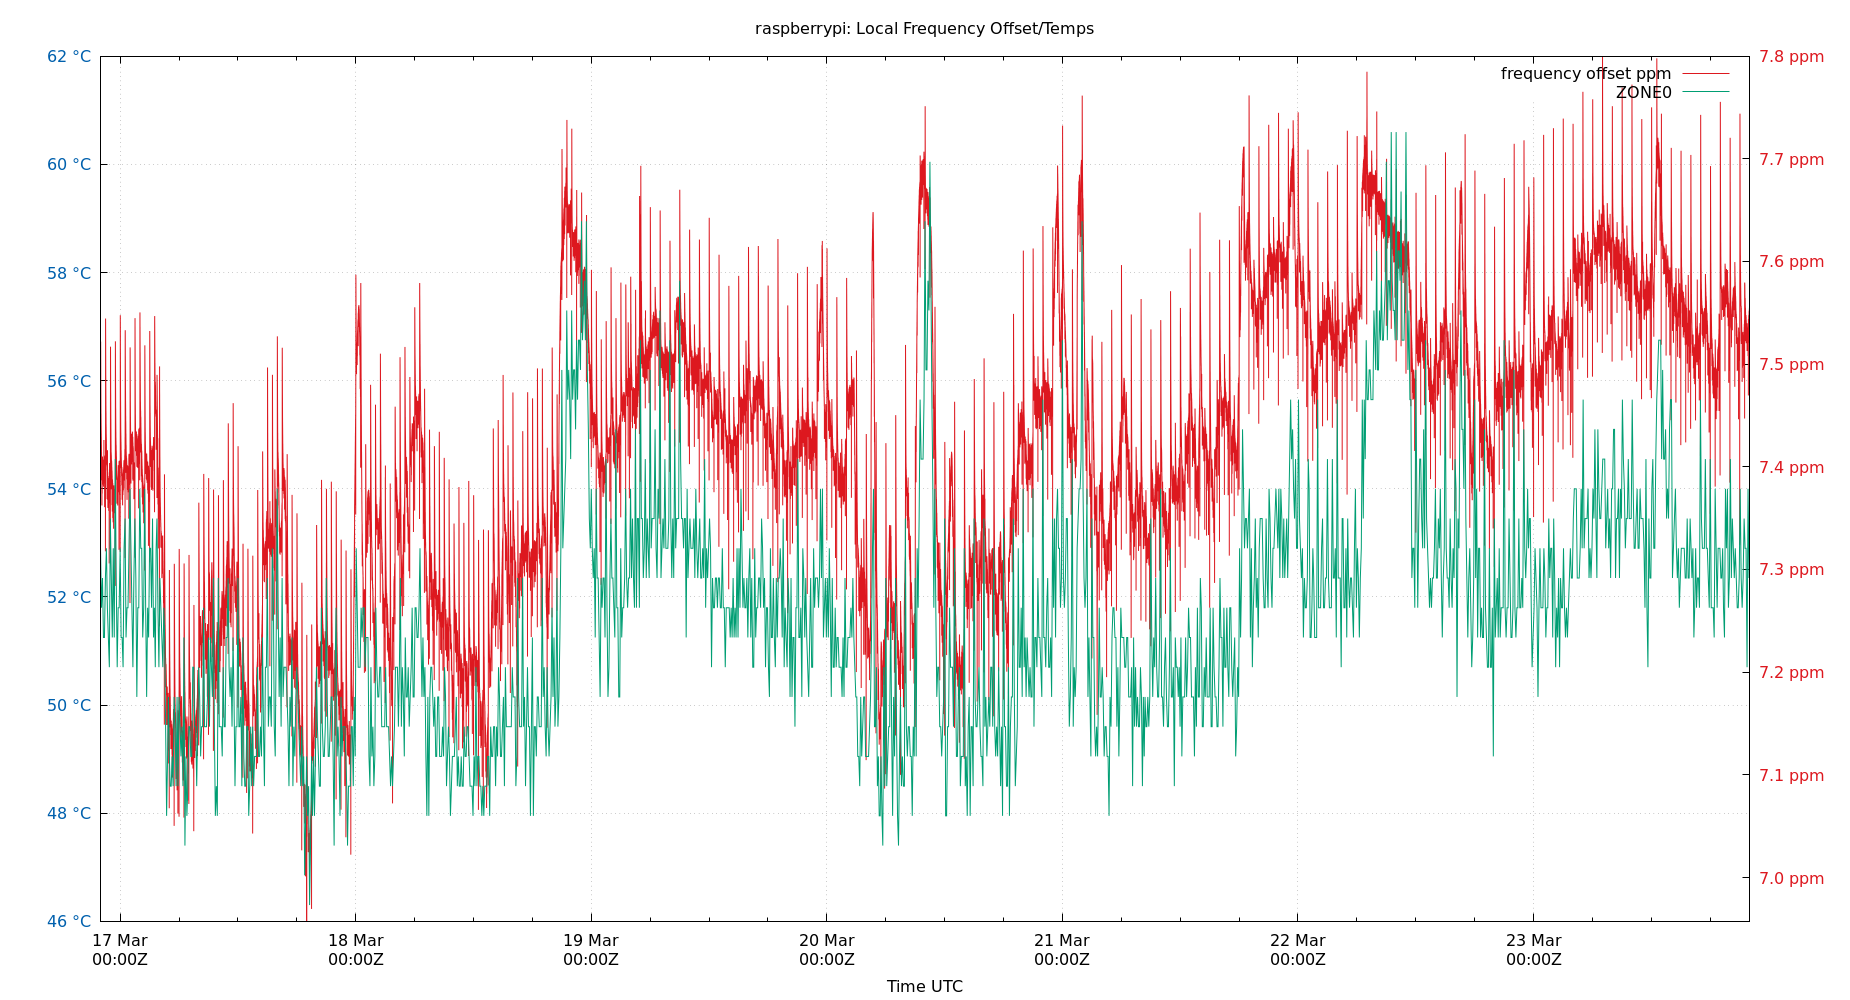 raspberrypi: Local Frequency Offset/Temps
62 °C
60 °C
58 °C
56 °C
54 °C
52 °C
50 °C
48 °C
46 °C
7.8 ppm
7.7 ppm
7.6 ppm
7.5 ppm
7.4 ppm
7.3 ppm
7.2 ppm
7.1 ppm
7.0 ppm
frequency offset ppm
ZONE0
17 Mar
00:00Z
18 Mar
00:00Z
19 Mar
00:00Z
20 Mar
00:00Z
21 Mar
00:00Z
22 Mar
00:00Z
23 Mar
00:00Z
Time UTC